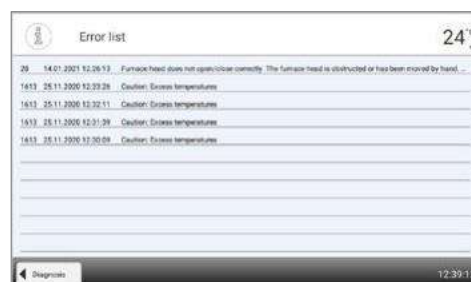 Error list
24°
26 14.01.2021 12:26:13 Furnace head does not open/close correctly The furnace head is obstructed or has been moved by hand. ...
1613 25.11.2020 12:33:26 Caution: Excess temperatures
1613 25.11.2020 12:32:11 Caution: Excess temperatures
1613 25.11.2020 12:31:39 Caution: Excess temperatures
1613 25.11.2020 12:30:09 Caution: Excess temperatures
Diagnosis
12:39:1